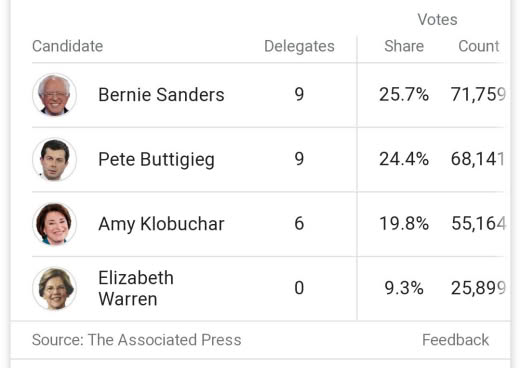 Votes
Candidate Delegates Share Count
Bernie Sanders 9 25.7% 71,759
Pete Buttigieg 9 24.4% 68,141
Amy Klobuchar 6 19.8% 55,164
Elizabeth
Warren 0 9.3% 25,899
Source: The Associated Press Feedback